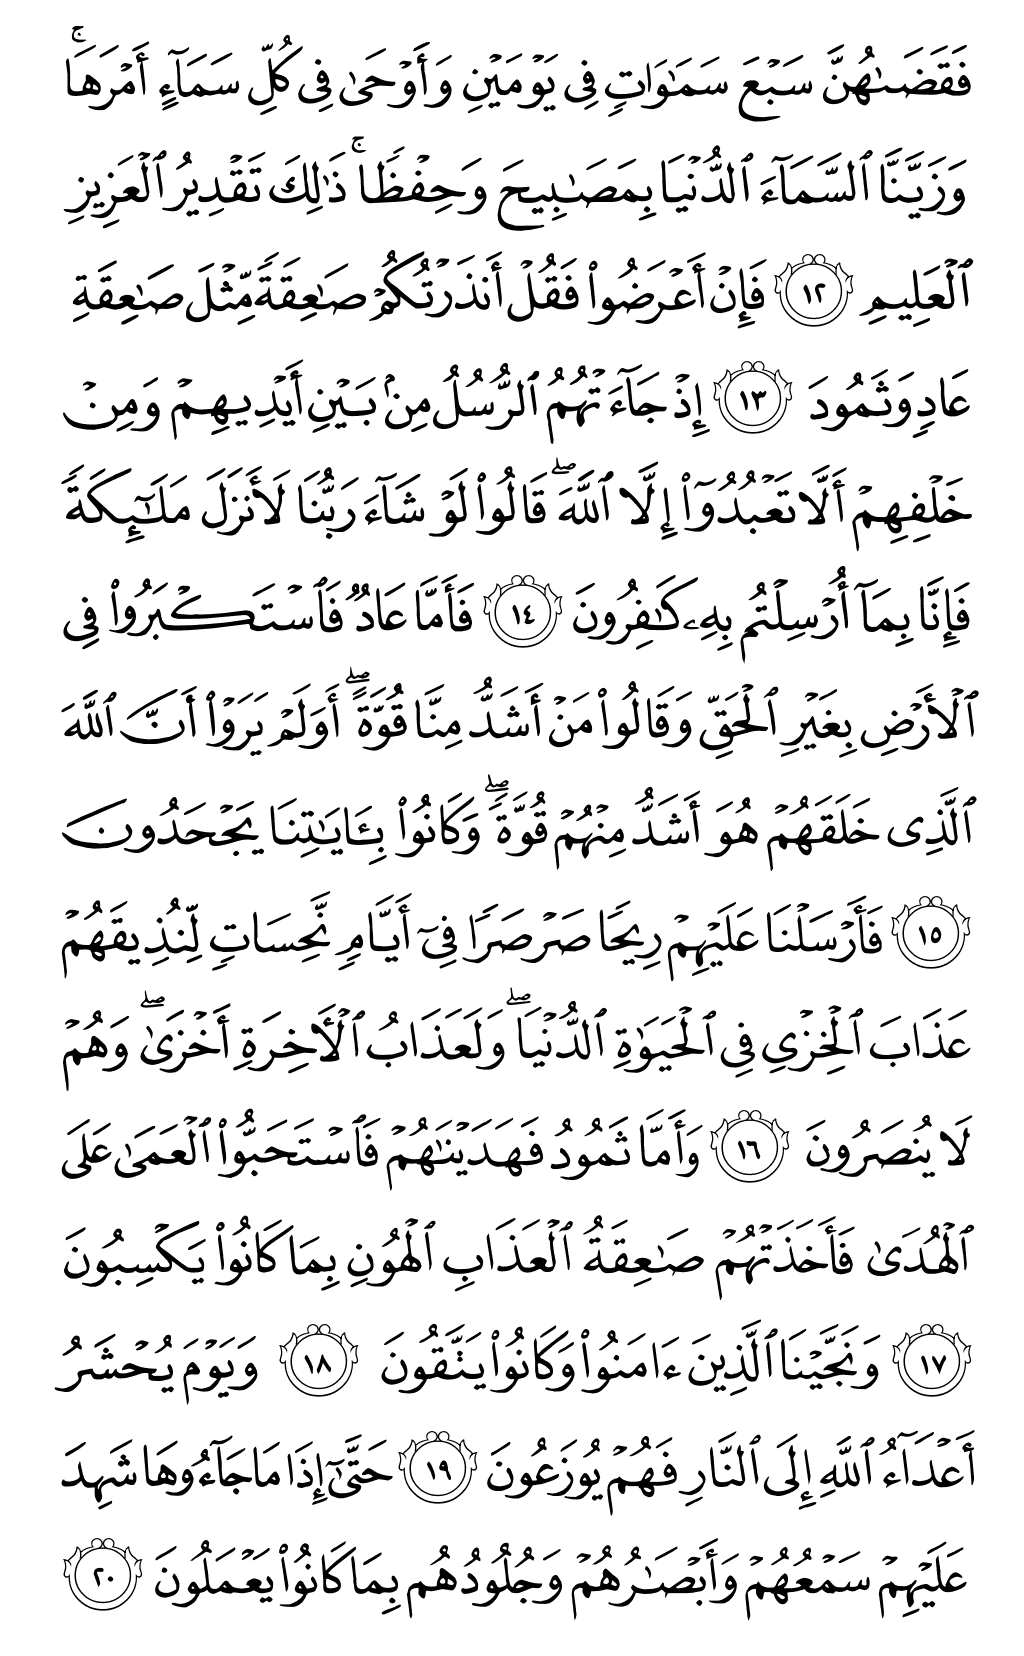 فَقَضَىٰهُنَّ سَبْعَ سَمَٰوَاتٍ فِى يَوْمَيْنِ وَأَوْحَىٰ فِى كُلِّ سَمَآءٍ أَمْرَهَا ۚ
وَزَيَّنَّا ٱلسَّمَآءَ ٱلدُّنْيَا بِمَصَٰبِيحَ وَحِفْظًا ۚ ذَٰلِكَ تَقْدِيرُ ٱلْعَزِيزِ
ٱلْعَلِيمِ ١٢ فَإِنْ أَعْرَضُوا۟ فَقُلْ أَنذَرْتُكُمْ صَٰعِقَةً مِّثْلَ صَٰعِقَةِ
عَادٍ وَثَمُودَ ١٣ إِذْ جَآءَتْهُمُ ٱلرُّسُلُ مِنۢ بَيْنِ أَيْدِيهِمْ وَمِنْ
خَلْفِهِمْ أَلَّا تَعْبُدُوٓا۟ إِلَّا ٱللَّهَ ۖ قَالُوا۟ لَوْ شَآءَ رَبُّنَا لَأَنزَلَ مَلَٰٓئِكَةً
فَإِنَّا بِمَآ أُرْسِلْتُم بِهِۦ كَٰفِرُونَ ١٤ فَأَمَّا عَادٌ فَٱسْتَكْبَرُوا۟ فِى
ٱلْأَرْضِ بِغَيْرِ ٱلْحَقِّ وَقَالُوا۟ مَنْ أَشَدُّ مِنَّا قُوَّةً ۖ أَوَلَمْ يَرَوْا۟ أَنَّ ٱللَّهَ
ٱلَّذِى خَلَقَهُمْ هُوَ أَشَدُّ مِنْهُمْ قُوَّةً ۖ وَكَانُوا۟ بِـَٔايَٰتِنَا يَجْحَدُونَ
١٥ فَأَرْسَلْنَا عَلَيْهِمْ رِيحًا صَرْصَرًا فِىٓ أَيَّامٍ نَّحِسَاتٍ لِّنُذِيقَهُمْ
عَذَابَ ٱلْخِزْىِ فِى ٱلْحَيَوٰةِ ٱلدُّنْيَا ۖ وَلَعَذَابُ ٱلْـَٔاخِرَةِ أَخْزَىٰ ۖ وَهُمْ
لَا يُنصَرُونَ ١٦ وَأَمَّا ثَمُودُ فَهَدَيْنَٰهُمْ فَٱسْتَحَبُّوا۟ ٱلْعَمَىٰ عَلَى
ٱلْهُدَىٰ فَأَخَذَتْهُمْ صَٰعِقَةُ ٱلْعَذَابِ ٱلْهُونِ بِمَا كَانُوا۟ يَكْسِبُونَ
١٧ وَنَجَّيْنَا ٱلَّذِينَ ءَامَنُوا۟ وَكَانُوا۟ يَتَّقُونَ ١٨ وَيَوْمَ يُحْشَرُ
أَعْدَآءُ ٱللَّهِ إِلَى ٱلنَّارِ فَهُمْ يُوزَعُونَ ١٩ حَتَّىٰٓ إِذَا مَا جَآءُوهَا شَهِدَ
عَلَيْهِمْ سَمْعُهُمْ وَأَبْصَٰرُهُمْ وَجُلُودُهُم بِمَا كَانُوا۟ يَعْمَلُونَ ٢٠